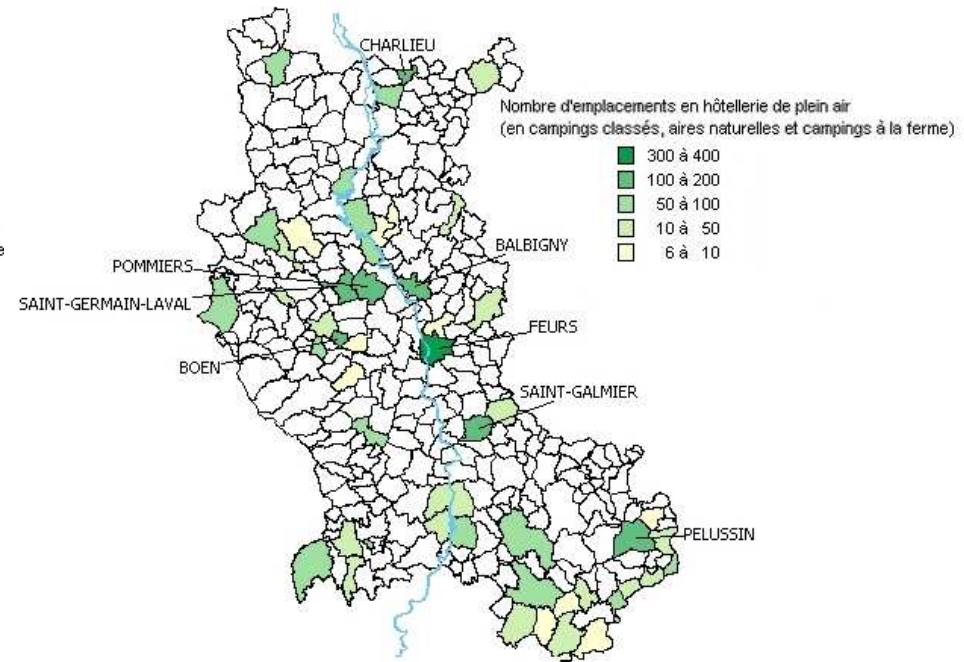 CHARLIEU
Nombre d'emplacements en hôtellerie de plein air
(en campings classés, aires naturelles et campings à la ferme)
300 à 400
100 à 200
50 à 100
10 à 50
6 à 10
e
BALBIGNY
POMMIERS
SAINT-GERMAIN-LAVAL
FEURS
BOEN
SAINT-GALMIER
PELUSSIN